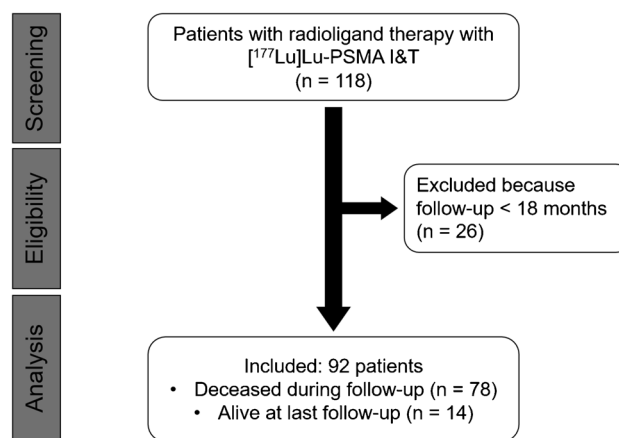 Screening
Patients with radioligand therapy with
[¹⁷⁷Lu]Lu-PSMA I&T
(n = 118)
Eligibility
Excluded because
follow-up < 18 months
(n = 26)
Analysis
Included: 92 patients
• Deceased during follow-up (n = 78)
• Alive at last follow-up (n = 14)